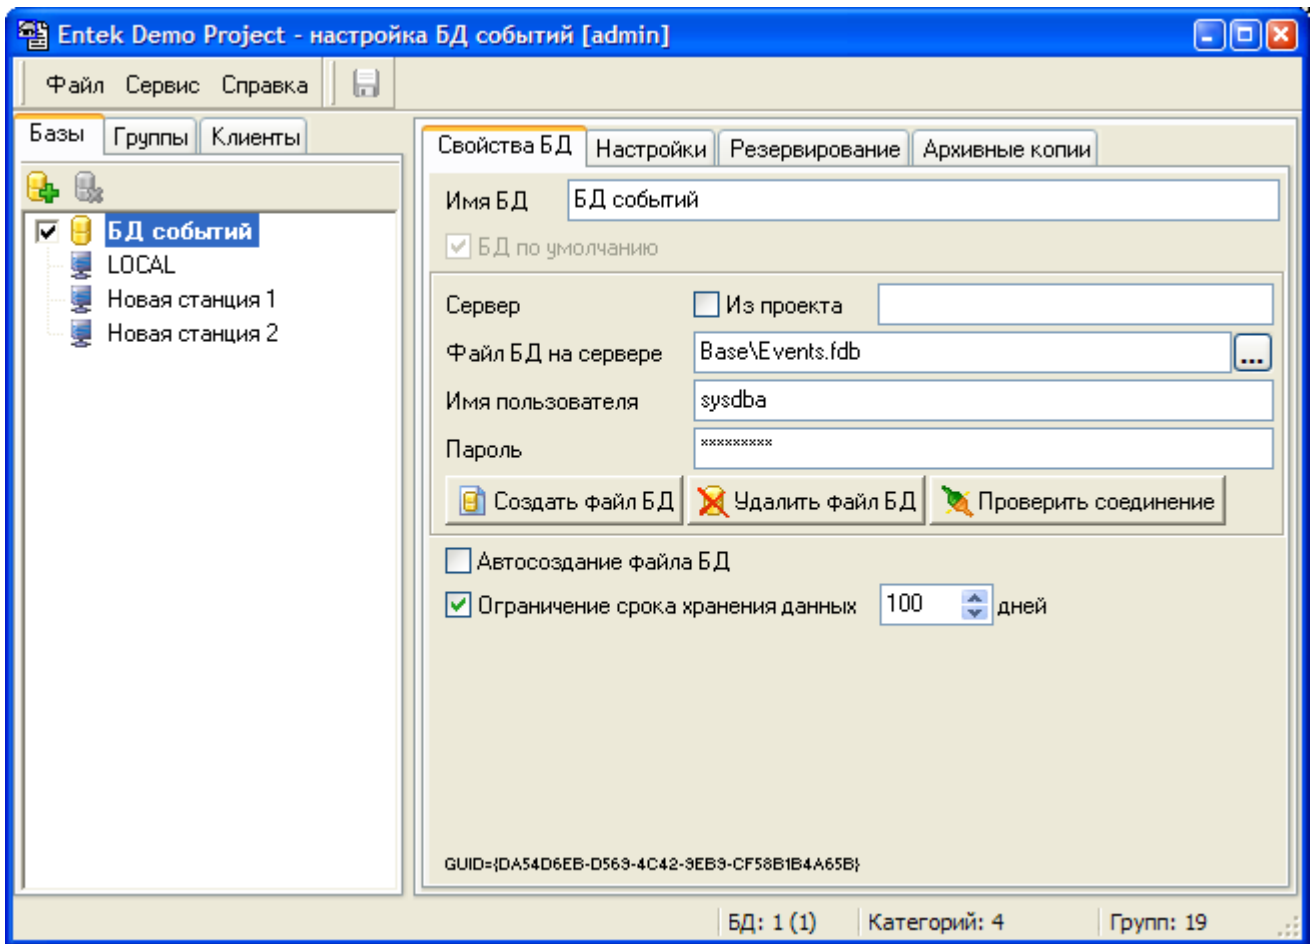 Entek Demo Project - настройка БД событий [admin]
Файл Сервис Справка
Базы Группы Клиенты
БД событий
LOCAL
Новая станция 1
Новая станция 2
Свойства БД Настройки Резервирование Архивные копии
Имя БД БД событий
БД по умолчанию
Сервер Из проекта
Файл БД на сервере Base\Events.fdb ...
Имя пользователя sysdba
Пароль *********
Создать файл БД Удалить файл БД Проверить соединение
Автосоздание файла БД
Ограничение срока хранения данных 100 дней
GUID={DA54D6EB-D569-4C42-9EB9-CF58B1B4A65B}
БД: 1 (1) Категорий: 4 Групп: 19